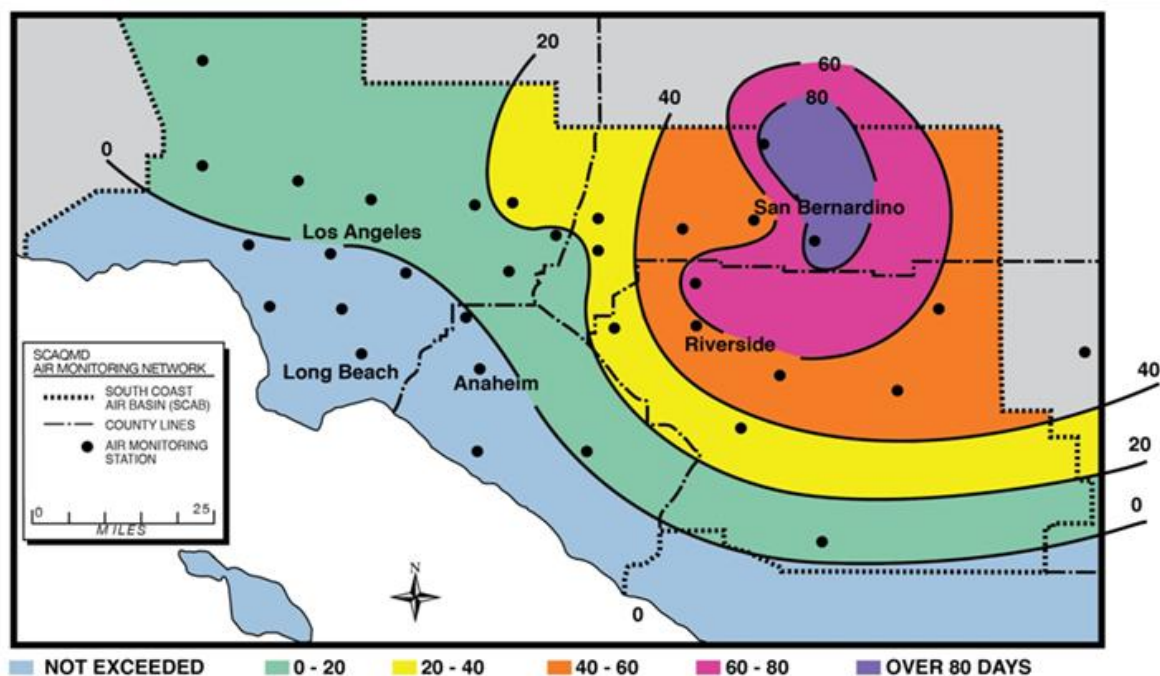 20
60
40
80
0
San Bernardino
Los Angeles
Riverside
Long Beach
Anaheim
40
20
0
0
SCAQMD
AIR MONITORING NETWORK
SOUTH COAST
AIR BASIN (SCAB)
COUNTY LINES
AIR MONITORING
STATION
0 25
MILES
N
NOT EXCEEDED 0 - 20 20 - 40 40 - 60 60 - 80 OVER 80 DAYS